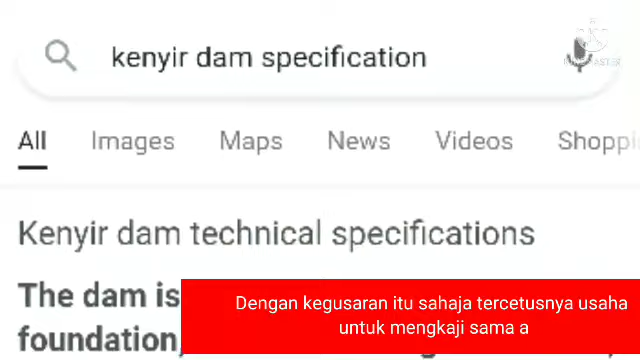 kenyir dam specification
All Images Maps News Videos Shoppi
Kenyir dam technical specifications
The dam is
foundation,
Dengan kegusaran itu sahaja tercetusnya usaha
untuk mengkaji sama a